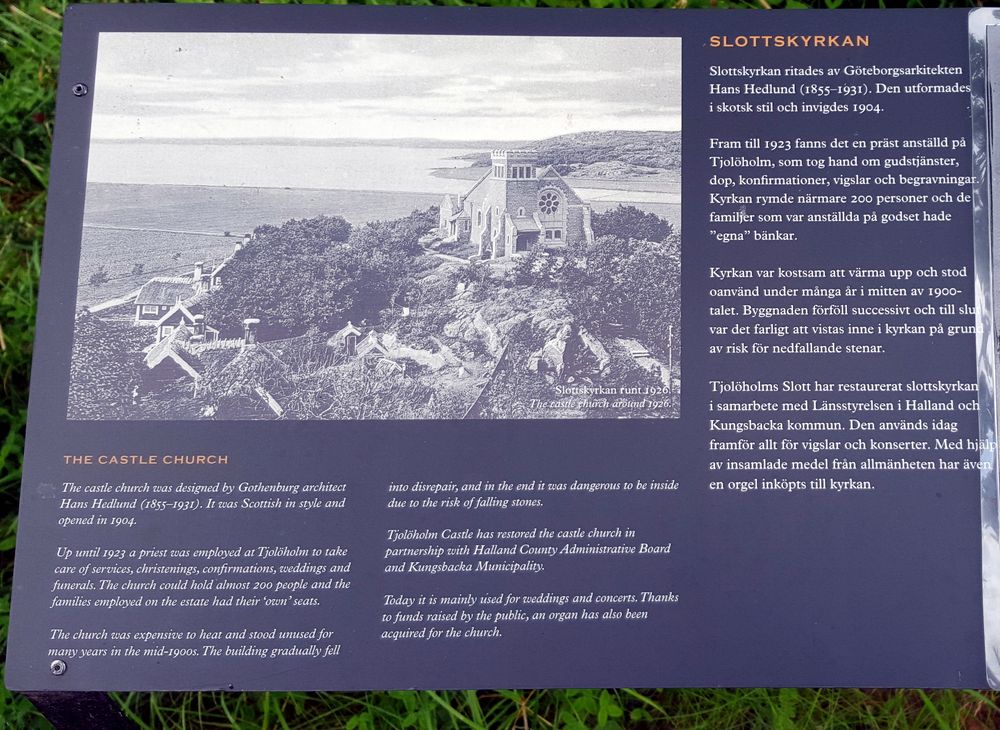 SLOTTSKYRKAN
Slottskyrkan ritades av Göteborgsarkitekten
Hans Hedlund (1855–1931). Den utformades
i skotsk stil och invigdes 1904.
Fram till 1923 fanns det en präst anställd på
Tjolöholm, som tog hand om gudstjänster,
dop, konfirmationer, vigslar och begravningar.
Kyrkan rymde närmare 200 personer och de
familjer som var anställda på godset hade
”egna” bänkar.
Kyrkan var kostsam att värma upp och stod
oanvänd under många år i mitten av 1900-
talet. Byggnaden förföll successivt och till
var det farligt att vistas inne i kyrkan på grund
av risk för nedfallande stenar.
Tjolöholms Slott har restaurerat slottskyrkan
i samarbete med Länsstyrelsen i Halland och
Kungsbacka kommun. Den används idag
framför allt för vigslar och konserter. Med hjälp
av insamlade medel från allmänheten har även
en orgel inköpts till kyrkan.
Slottskyrkan runt 1926.
The castle church around 1926.
THE CASTLE CHURCH
The castle church was designed by Gothenburg architect
Hans Hedlund (1855–1931). It was Scottish in style and
opened in 1904.
Up until 1923 a priest was employed at Tjolöholm to take
care of services, christenings, confirmations, weddings and
funerals. The church could hold almost 200 people and the
families employed on the estate had their ‘own’ seats.
The church was expensive to heat and stood unused for
many years in the mid-1900s. The building gradually fell
into disrepair, and in the end it was dangerous to be inside
due to the risk of falling stones.
Tjolöholm Castle has restored the castle church in
partnership with Halland County Administrative Board
and Kungsbacka Municipality.
Today it is mainly used for weddings and concerts. Thanks
to funds raised by the public, an organ has also been
acquired for the church.